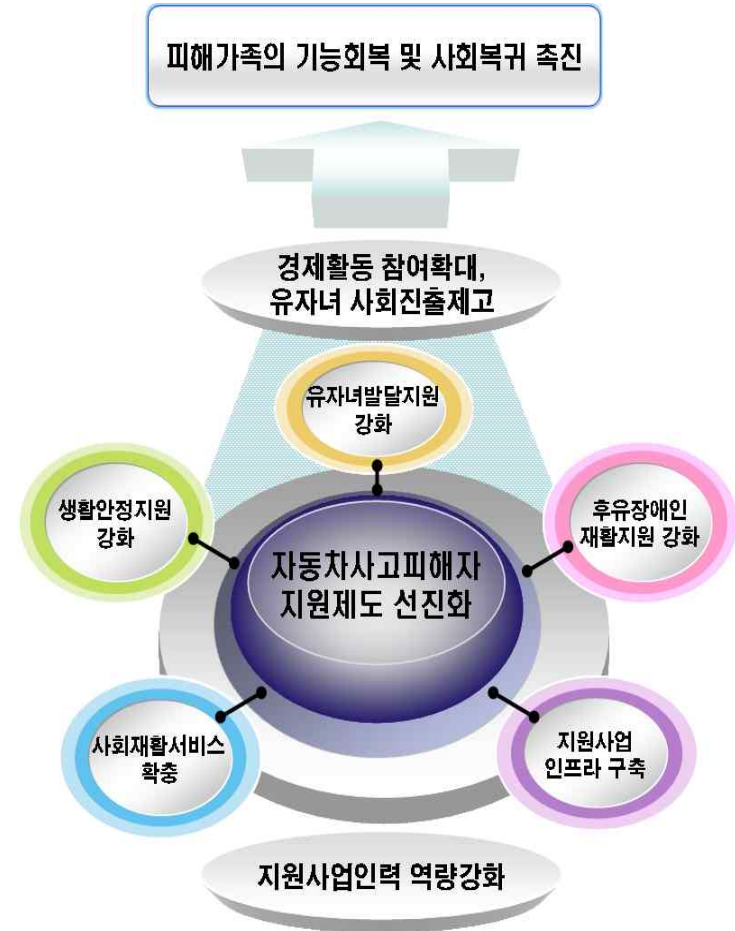 피해가족의 기능회복 및 사회복귀 촉진
경제활동 참여확대,
유자녀 사회진출제고
유자녀발달지원
강화
생활안정지원
강화
후유장애인
재활지원 강화
자동차사고피해자
지원제도 선진화
사회재활서비스
확충
지원사업
인프라 구축
지원사업인력 역량강화